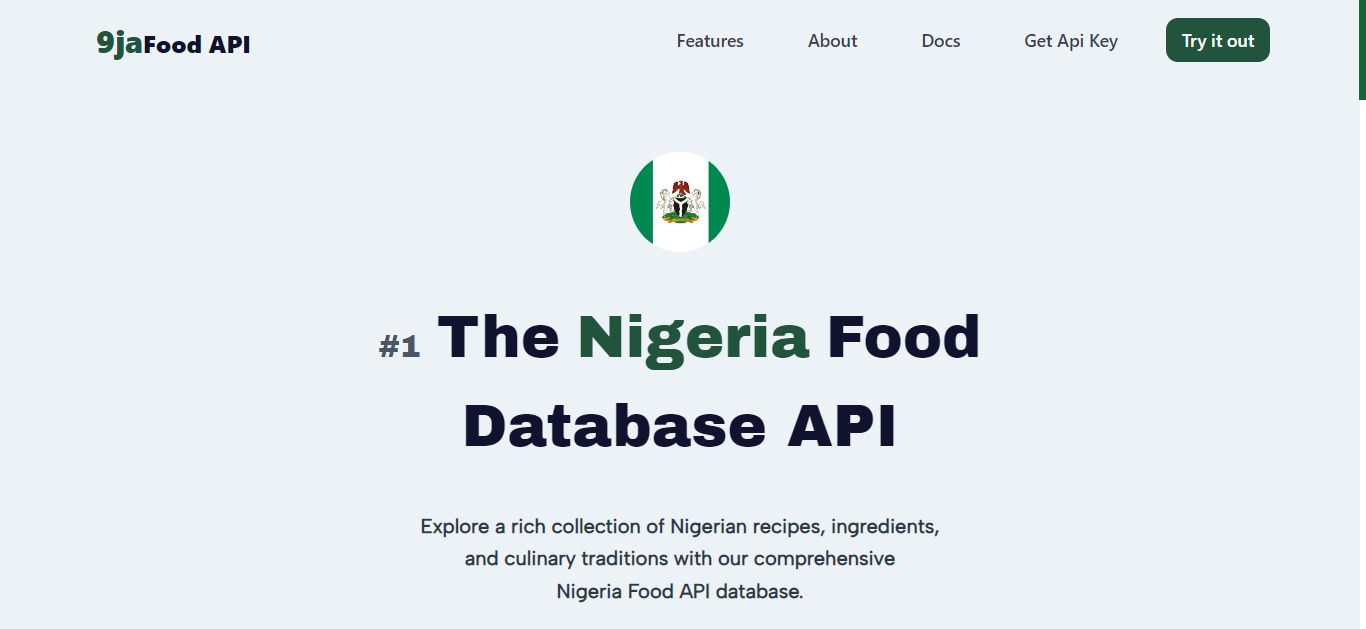 9jaFood API
Features
About
Docs
Get Api Key
Try it out
#1 The Nigeria Food
Database API
Explore a rich collection of Nigerian recipes, ingredients,
and culinary traditions with our comprehensive
Nigeria Food API database.